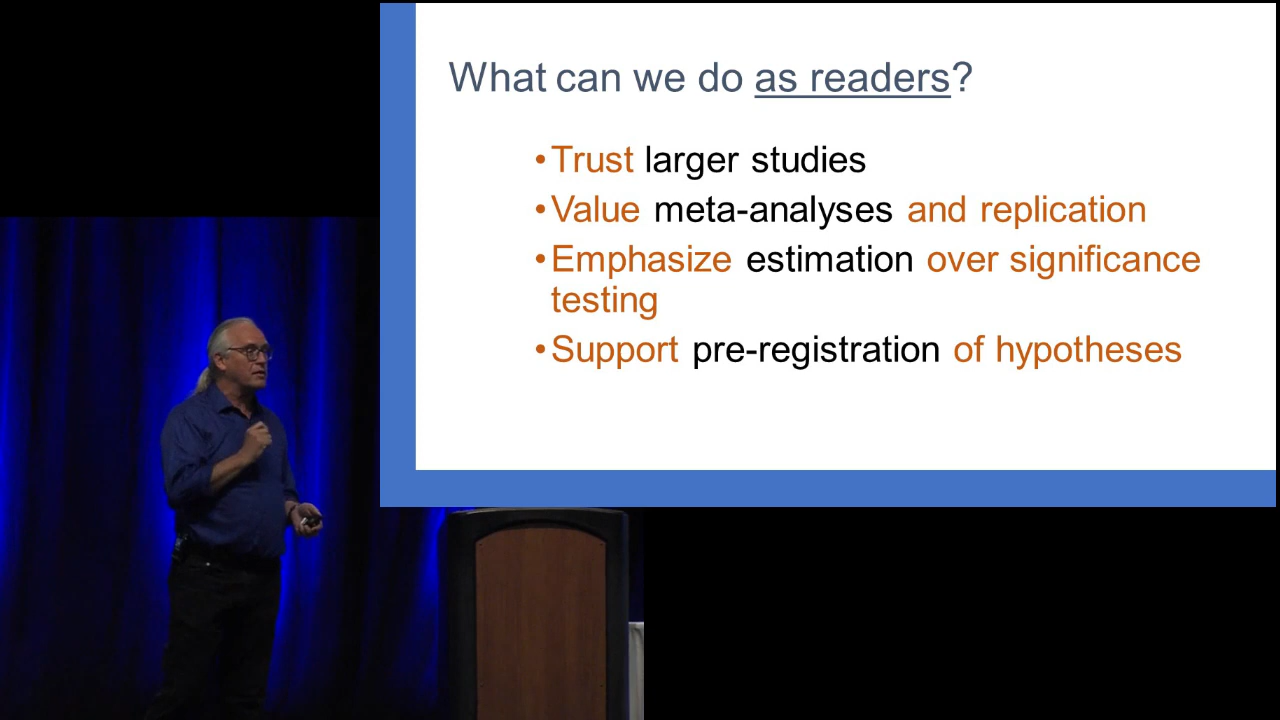 What can we do as readers?
•Trust larger studies
•Value meta-analyses and replication
•Emphasize estimation over significance
testing
•Support pre-registration of hypotheses